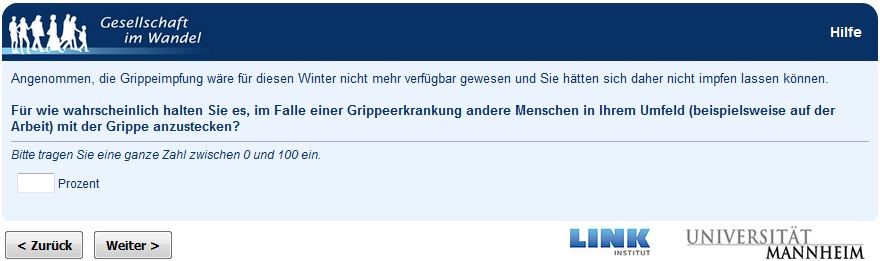 Gesellschaft
im Wandel
Hilfe
Angenommen, die Grippeimpfung wäre für diesen Winter nicht mehr verfügbar gewesen und Sie hätten sich daher nicht impfen lassen können.
Für wie wahrscheinlich halten Sie es, im Falle einer Grippeerkrankung andere Menschen in Ihrem Umfeld (beispielsweise auf der
Arbeit) mit der Grippe anzustecken?
Bitte tragen Sie eine ganze Zahl zwischen 0 und 100 ein.
Prozent
< Zurück
Weiter >
LINK
INSTITUT
UNIVERSITÄT
MANNHEIM